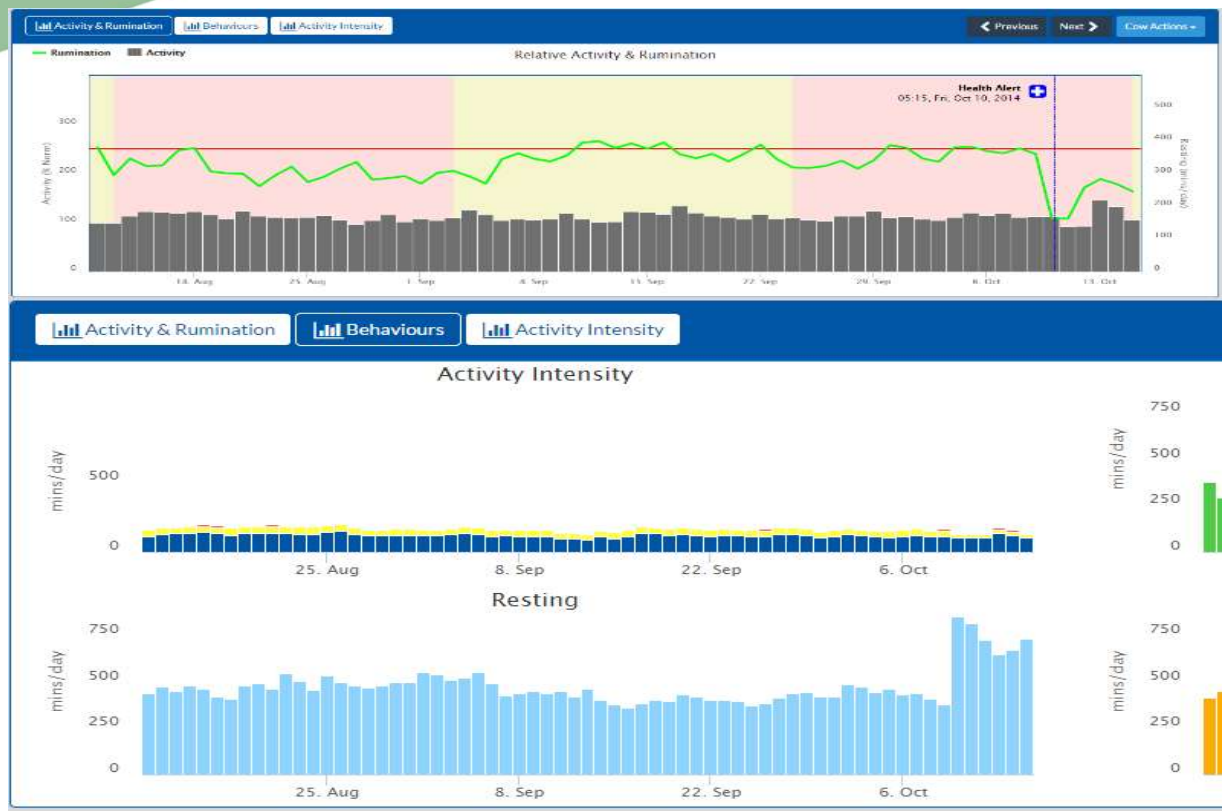 Activity & Rumination Behaviours Activity Intensity Previous Next Cow Actions
Rumination Activity
Relative Activity & Rumination
Health Alert
05:15, Fri, Oct 10, 2014
Activity (% Norm)
300
200
100
0
500
400
300
200
100
0
18. Aug 25. Aug 1. Sep 8. Sep 15. Sep 22. Sep 29. Sep 6. Oct 13. Oct
Activity & Rumination Behaviours Activity Intensity
Activity Intensity
mins/day
500
0
25. Aug 8. Sep 22. Sep 6. Oct
mins/day
750
500
250
0
Resting
mins/day
750
500
250
0
25. Aug 8. Sep 22. Sep 6. Oct
mins/day
750
500
250
0